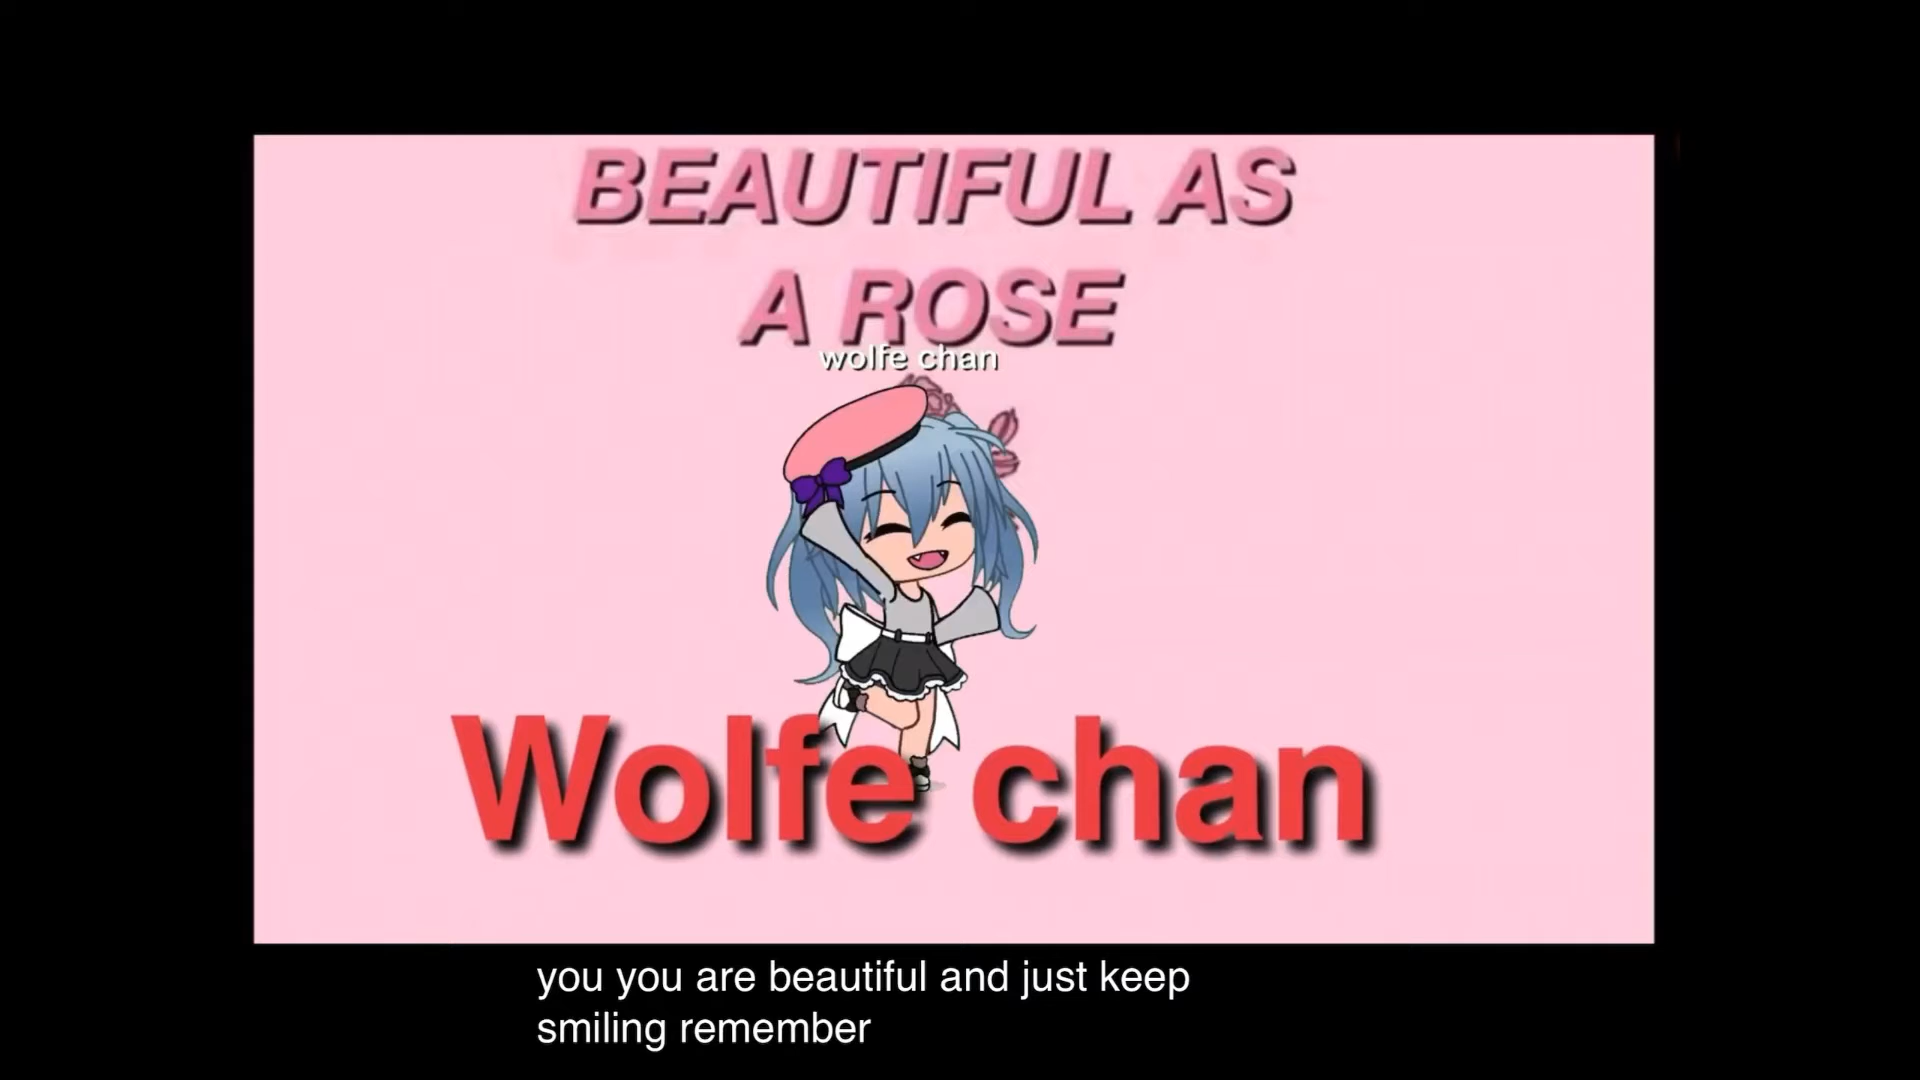 BEAUTIFUL AS
A ROSE
wolfe chan
Wolfe chan
you you are beautiful and just keep
smiling remember